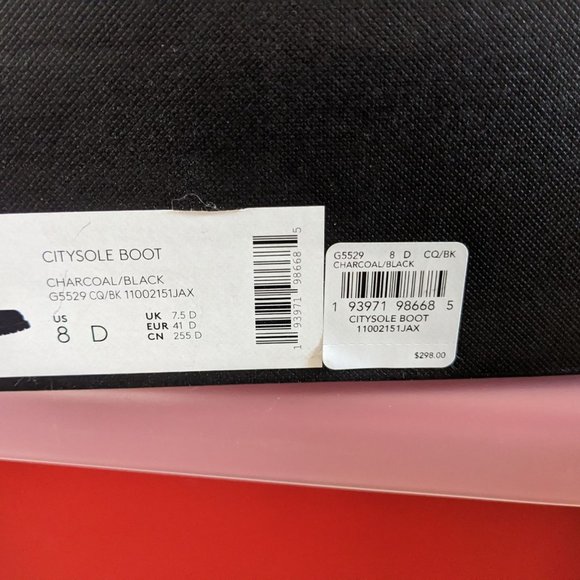 CITYSOLE BOOT
CHARCOAL/BLACK
G5529 CQ/BK 11002151JAX
US
8 D
UK 7.5 D
EUR 41 D
CN 255 D
1 93971 98668 5
G5529 8 D CQ/BK
CHARCOAL/BLACK
1 93971 98668 5
CITYSOLE BOOT
11002151JAX
$298.00